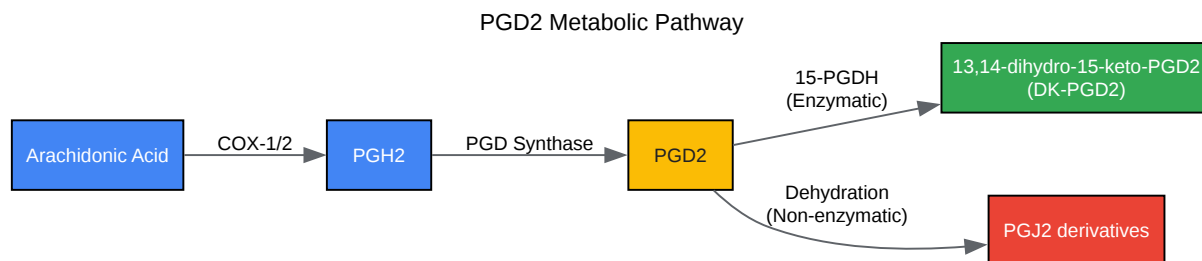 PGD2 Metabolic Pathway
Arachidonic Acid
COX-1/2
PGH2
PGD Synthase
PGD2
15-PGDH
(Enzymatic)
13,14-dihydro-15-keto-PGD2
(DK-PGD2)
Dehydration
(Non-enzymatic)
PGJ2 derivatives